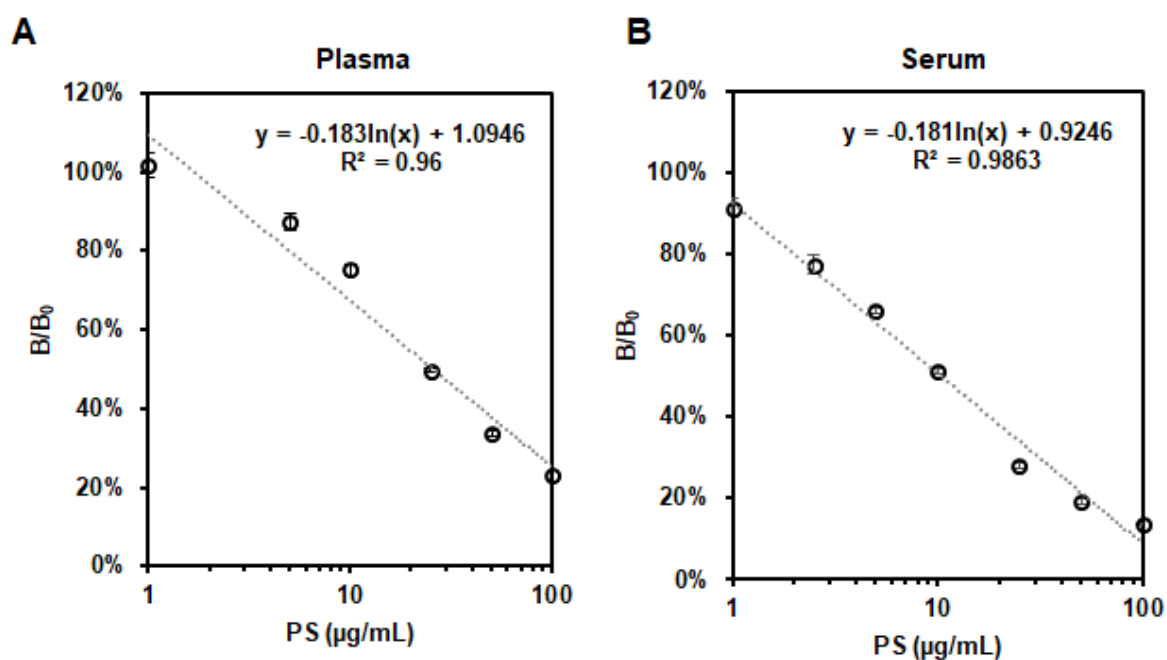 A
Plasma
120%
100%
80%
60%
40%
20%
0%
B/B₀
y = -0.183ln(x) + 1.0946
R² = 0.96
1
10
100
PS (µg/mL)
B
Serum
120%
100%
80%
60%
40%
20%
0%
B/B₀
y = -0.181ln(x) + 0.9246
R² = 0.9863
1
10
100
PS (µg/mL)